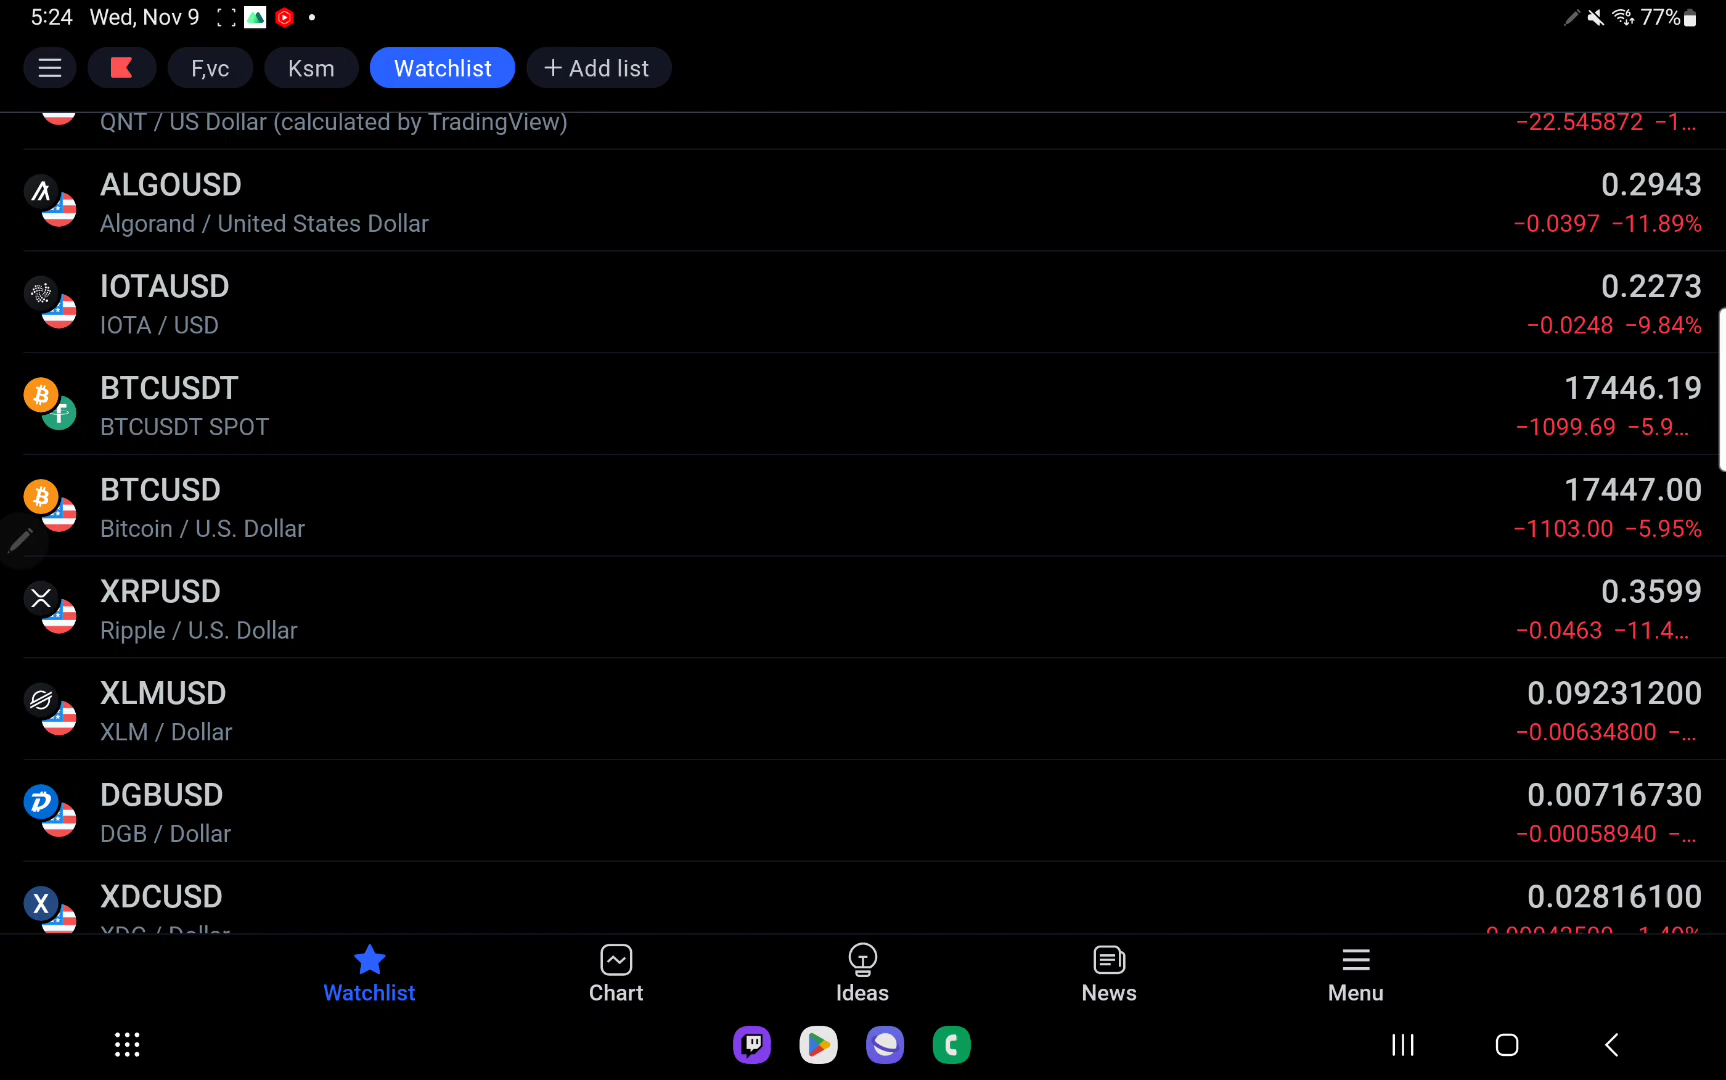 5:24 Wed, Nov 9 77%
F,vc Ksm Watchlist + Add list
QNT / US Dollar (calculated by TradingView) −22.545872 −1...
ALGOUSD 0.2943
Algorand / United States Dollar −0.0397 −11.89%
IOTAUSD 0.2273
IOTA / USD −0.0248 −9.84%
BTCUSDT 17446.19
BTCUSDT SPOT −1099.69 −5.9...
BTCUSD 17447.00
Bitcoin / U.S. Dollar −1103.00 −5.95%
XRPUSD 0.3599
Ripple / U.S. Dollar −0.0463 −11.4...
XLMUSD 0.09231200
XLM / Dollar −0.00634800 −...
DGBUSD 0.00716730
DGB / Dollar −0.00058940 −...
XDCUSD 0.02816100
XDC / Dollar
Watchlist Chart Ideas News Menu